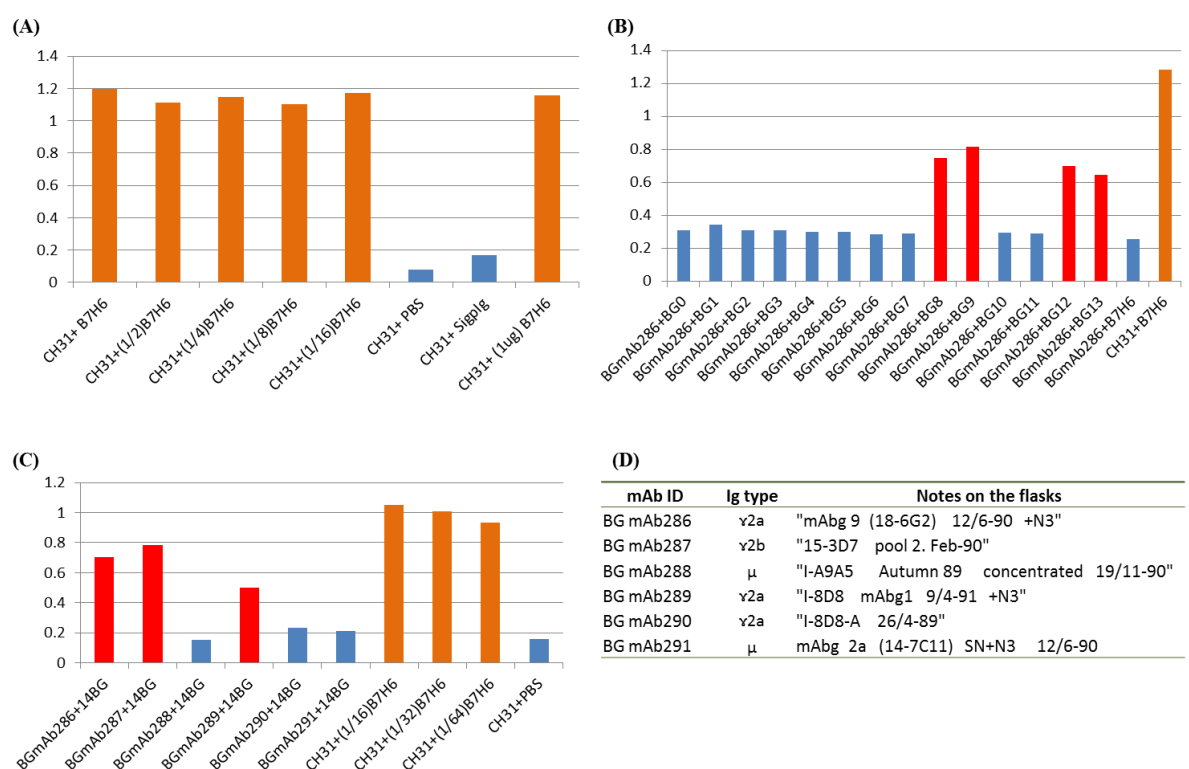 (A)
1.4
1.2
1
0.8
0.6
0.4
0.2
0
CH31+ B7H6
CH31+(1/2)B7H6
CH31+(1/4)B7H6
CH31+(1/8)B7H6
CH31+(1/16)B7H6
CH31+ PBS
CH31+ SigpIg
CH31+ (1ug) B7H6
(B)
1.4
1.2
1
0.8
0.6
0.4
0.2
0
BGmAb286+BG0
BGmAb286+BG1
BGmAb286+BG2
BGmAb286+BG3
BGmAb286+BG4
BGmAb286+BG5
BGmAb286+BG6
BGmAb286+BG7
BGmAb286+BG8
BGmAb286+BG9
BGmAb286+BG10
BGmAb286+BG11
BGmAb286+BG12
BGmAb286+BG13
BGmAb286+B7H6
CH31+B7H6
(C)
1.2
1
0.8
0.6
0.4
0.2
0
BGmAb286+14BG
BGmAb287+14BG
BGmAb288+14BG
BGmAb289+14BG
BGmAb290+14BG
BGmAb291+14BG
CH31+(1/16)B7H6
CH31+(1/32)B7H6
CH31+(1/64)B7H6
CH31+PBS
(D)
mAb ID Ig type Notes on the flasks
BG mAb286 ɤ2a "mAbg 9 (18-6G2) 12/6-90 +N3"
BG mAb287 ɤ2b "15-3D7 pool 2. Feb-90"
BG mAb288 µ "I-A9A5 Autumn 89 concentrated 19/11-90"
BG mAb289 ɤ2a "I-8D8 mAbg1 9/4-91 +N3"
BG mAb290 ɤ2a "I-8D8-A 26/4-89"
BG mAb291 µ mAbg 2a (14-7C11) SN+N3 12/6-90